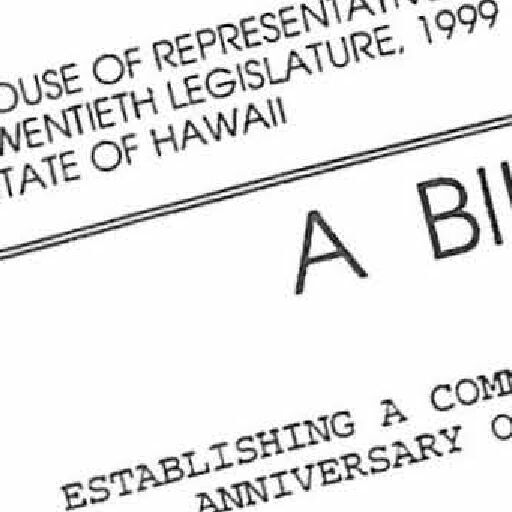 OUSE OF REPRESENTATIV
WENTIETH LEGISLATURE, 1999
TATE OF HAWAII
A BI
ESTABLISHING A COM
ANNIVERSARY O